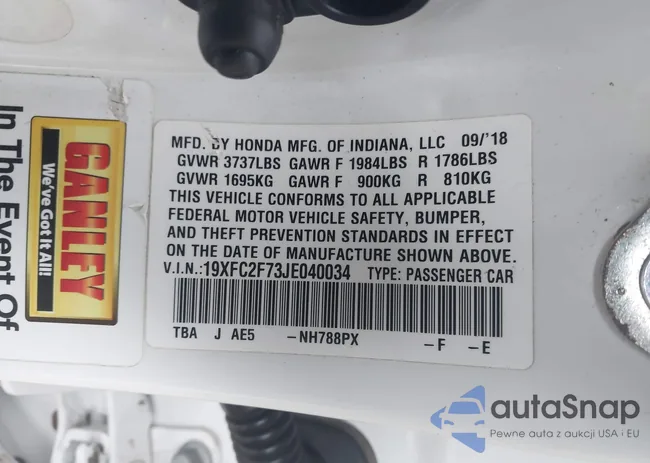 In The Event Of
GANLEY
We've Got It All!
MFD. BY HONDA MFG. OF INDIANA, LLC 09/'18
GVWR 3737LBS GAWR F 1984LBS R 1786LBS
GVWR 1695KG GAWR F 900KG R 810KG
THIS VEHICLE CONFORMS TO ALL APPLICABLE
FEDERAL MOTOR VEHICLE SAFETY, BUMPER,
AND THEFT PREVENTION STANDARDS IN EFFECT
ON THE DATE OF MANUFACTURE SHOWN ABOVE.
V.I.N.:19XFC2F73JE040034 TYPE: PASSENGER CAR
TBA J AE5 -NH788PX -F -E
autaSnap
Pewne auta z aukcji USA i EU